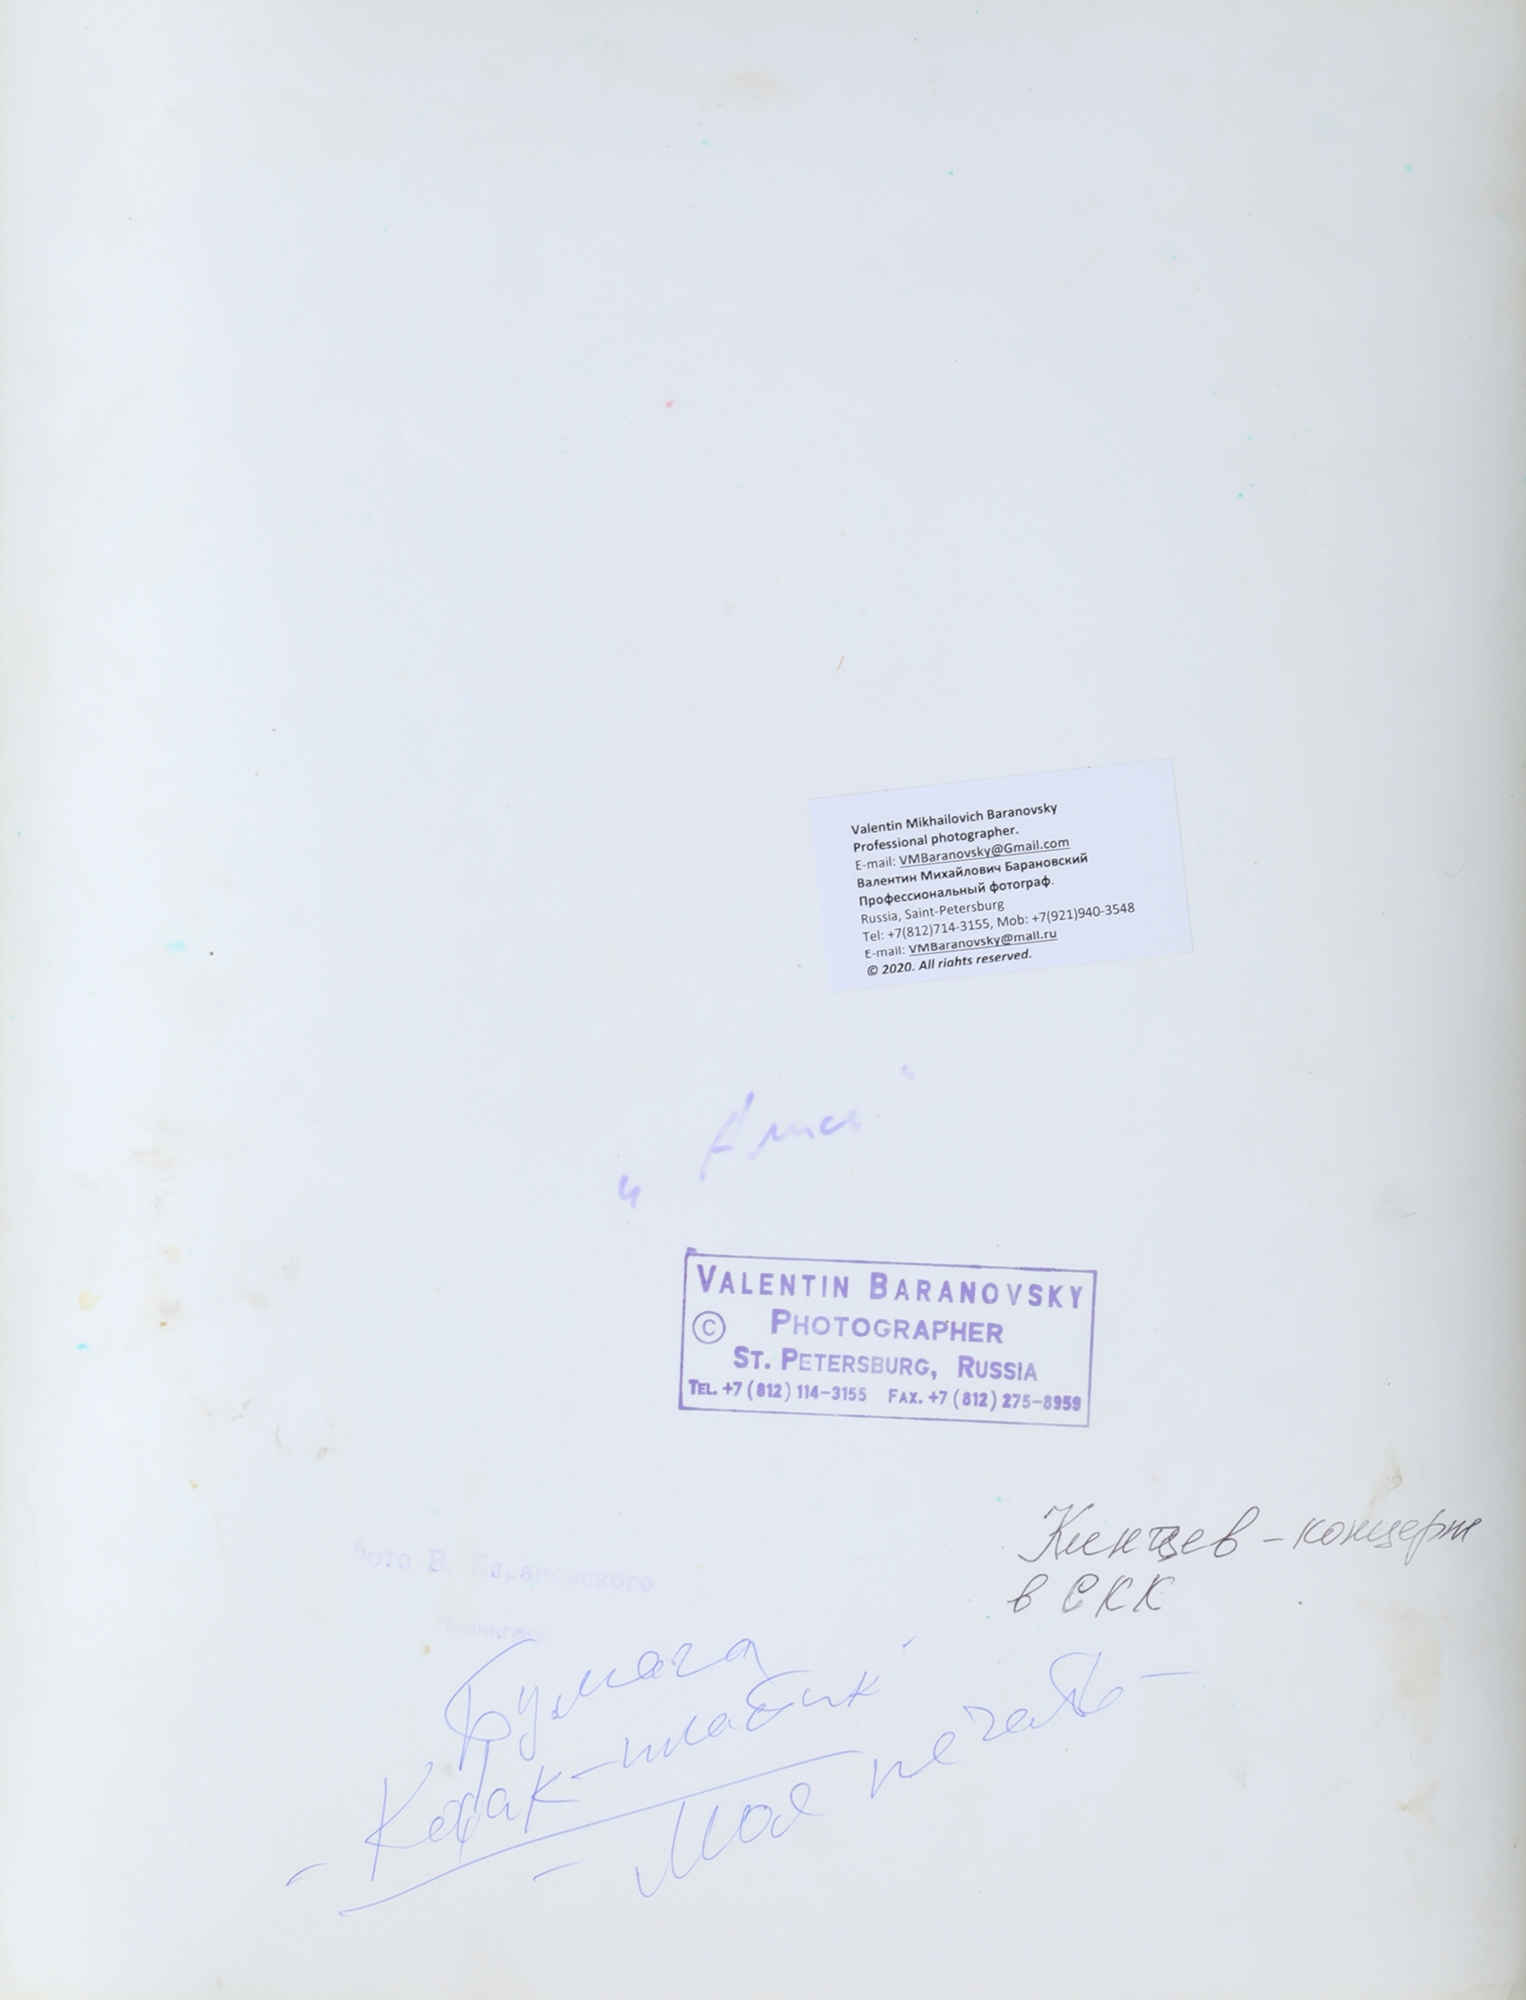 Valentin Mikhailovich Baranovsky
Professional photographer.
E-mail: VMBaranovsky@Gmail.com
Валентин Михайлович Барановский
Профессиональный фотограф.
Russia, Saint-Petersburg
Tel: +7(812)714-3155, Mob: +7(921)940-3548
E-mail: VMBaranovsky@mail.ru
© 2020. All rights reserved.
"Алиса"
VALENTIN BARANOVSKY
© PHOTOGRAPHER
ST. PETERSBURG, RUSSIA
TEL. +7 (812) 114-3155 FAX. +7 (812) 275-8959
Кинчев - концерт
в СКК
Фото В. Барановского
Ленинград
Бумага
- Кодак-
- Моя печать -